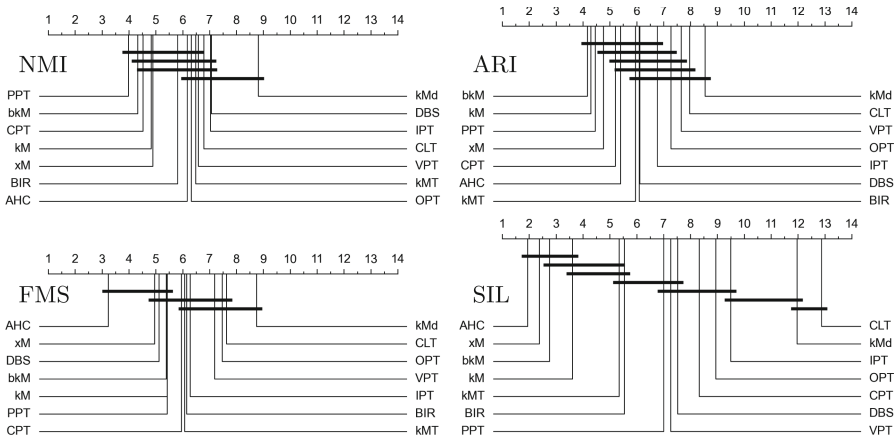 1 2 3 4 5 6 7 8 9 10 11 12 13 14
NMI
PPT kMd
bkM DBS
CPT IPT
kM CLT
xM VPT
BIR kMT
AHC OPT
1 2 3 4 5 6 7 8 9 10 11 12 13 14
ARI
bkM kMd
kM CLT
PPT VPT
xM OPT
CPT IPT
AHC DBS
kMT BIR
1 2 3 4 5 6 7 8 9 10 11 12 13 14
FMS
AHC kMd
xM CLT
DBS OPT
bkM VPT
kM IPT
PPT BIR
CPT kMT
1 2 3 4 5 6 7 8 9 10 11 12 13 14
SIL
AHC CLT
xM kMd
bkM IPT
kM OPT
kMT CPT
BIR DBS
PPT VPT